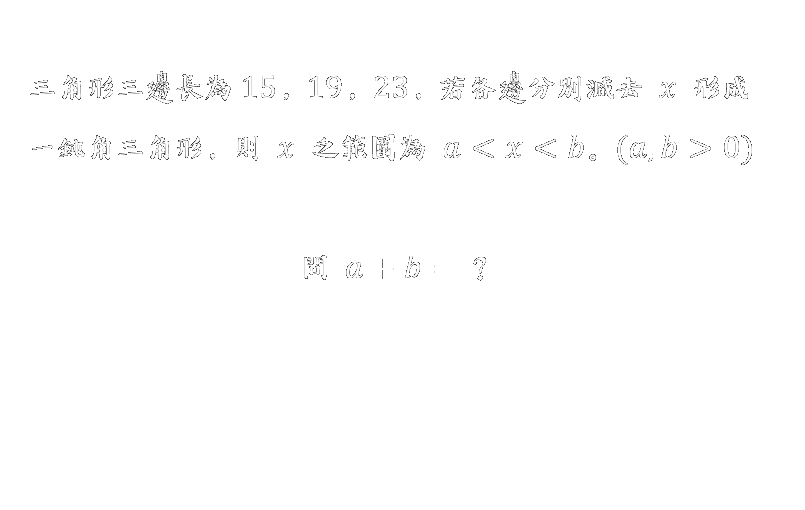 三角形三邊長為 15，19，23，若各邊分別減去 x 形成
一鈍角三角形，則 x 之範圍為 a < x < b。(a, b > 0)
問 a + b = ?